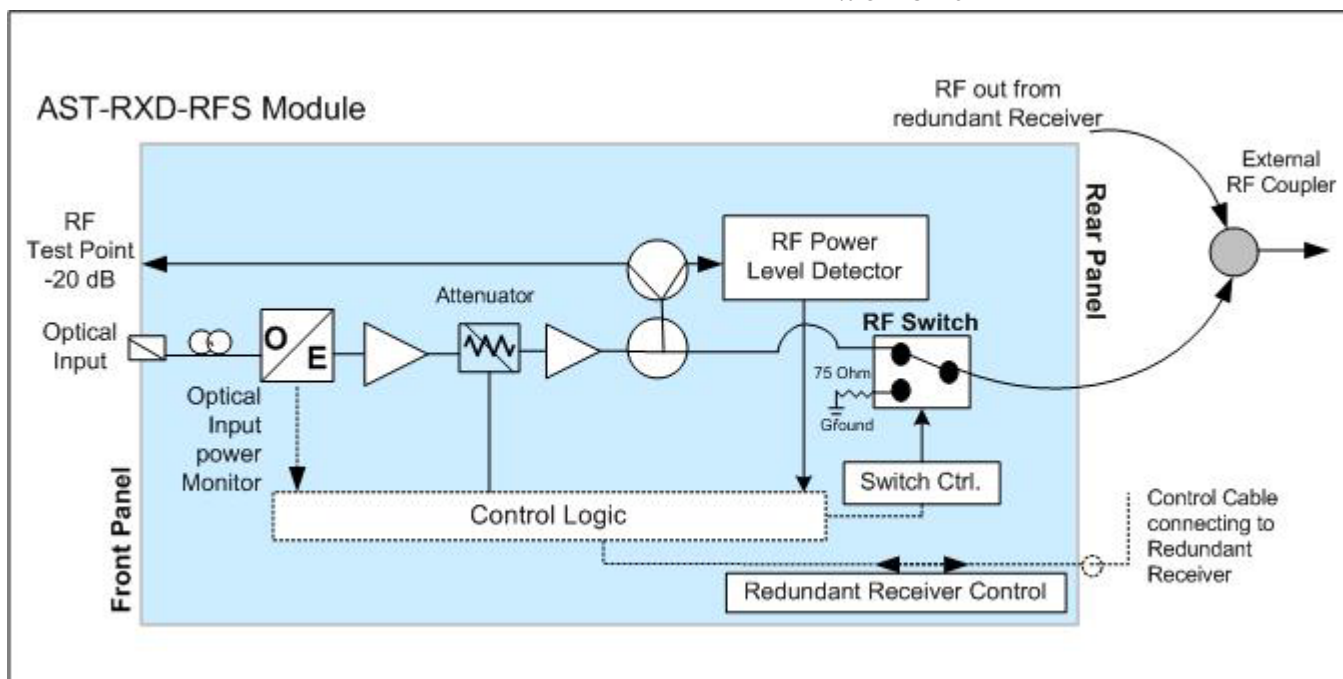 AST-RXD-RFS Module
RF out from
redundant Receiver
External
RF Coupler
RF
Test Point
-20 dB
RF Power
Level Detector
Rear Panel
Attenuator
Optical
Input
O
E
RF Switch
75 Ohm
Ground
Optical
Input
power
Monitor
Front Panel
Control Logic
Switch Ctrl.
Control Cable
connecting to
Redundant
Receiver
Redundant Receiver Control